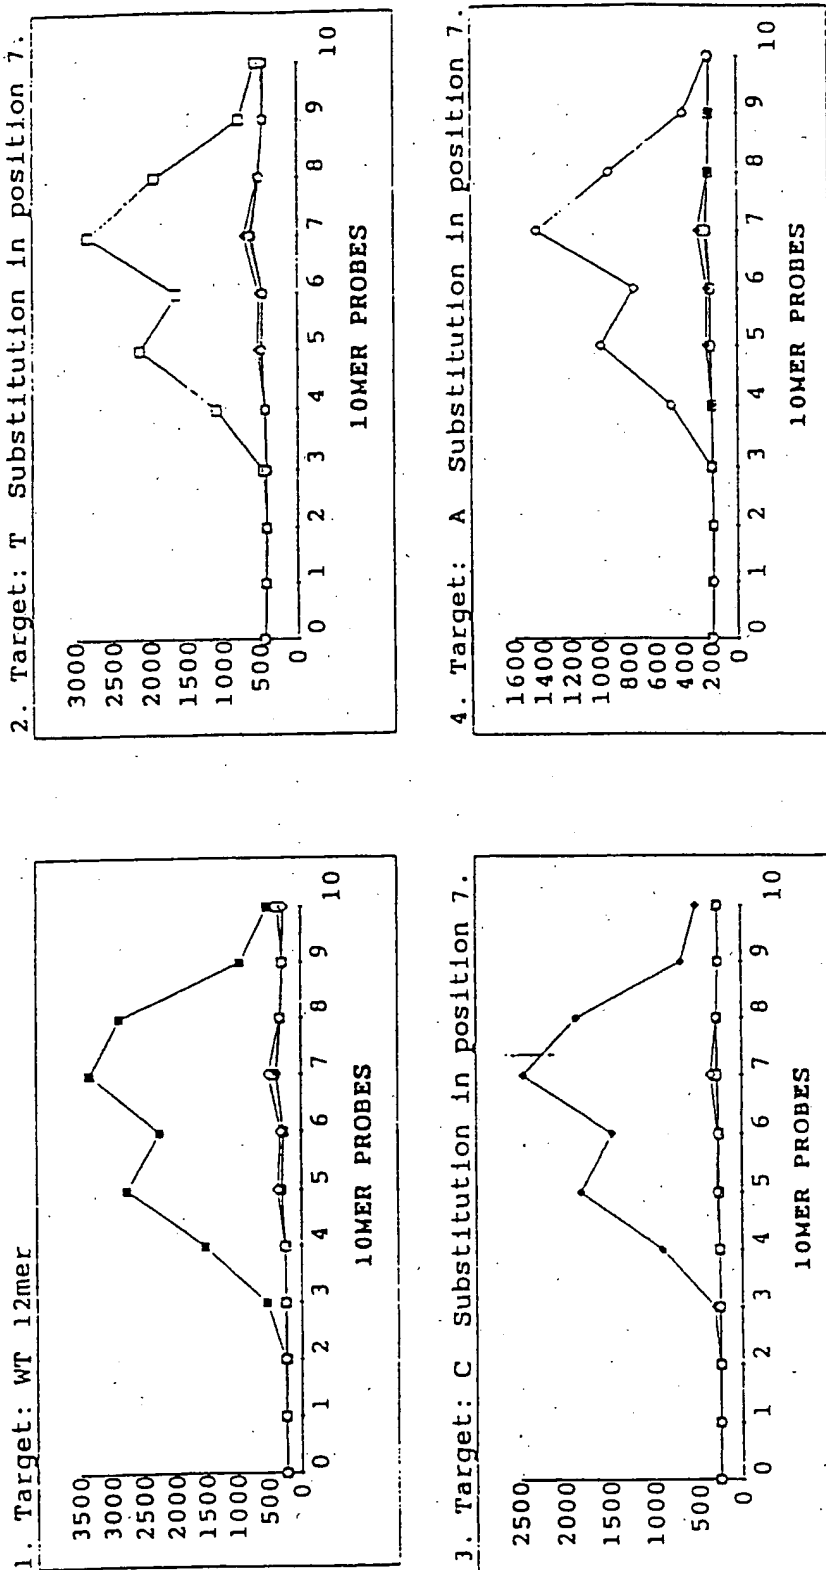 1. Target: WT 12mer
3500
3000
2500
2000
1500
1000
500
0
0 1 2 3 4 5 6 7 8 9 10
10MER PROBES
2. Target: T Substitution in position 7.
3000
2500
2000
1500
1000
500
0
0 1 2 3 4 5 6 7 8 9 10
10MER PROBES
3. Target: C Substitution in position 7.
2500
2000
1500
1000
500
0
0 1 2 3 4 5 6 7 8 9 10
10MER PROBES
4. Target: A Substitution in position 7.
1600
1400
1200
1000
800
600
400
200
0
0 1 2 3 4 5 6 7 8 9 10
10MER PROBES